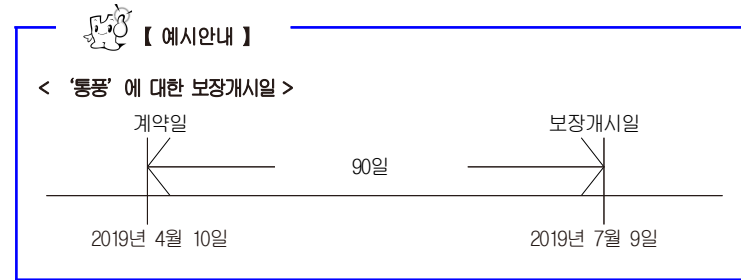 【 예시안내 】
< ‘통풍’ 에 대한 보장개시일 >
계약일 보장개시일
90일
2019년 4월 10일 2019년 7월 9일